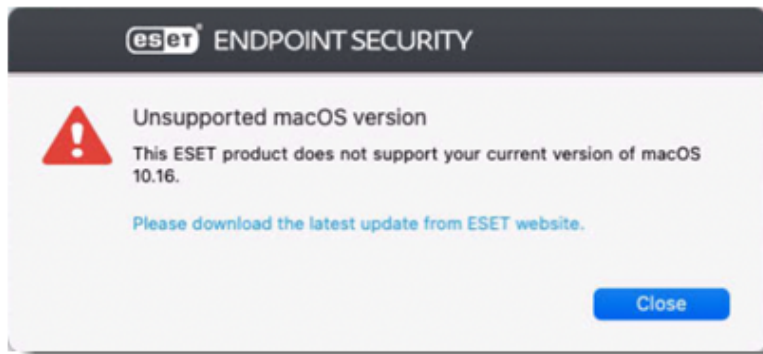 eset ENDPOINT SECURITY
Unsupported macOS version
This ESET product does not support your current version of macOS
10.16.
Please download the latest update from ESET website.
Close